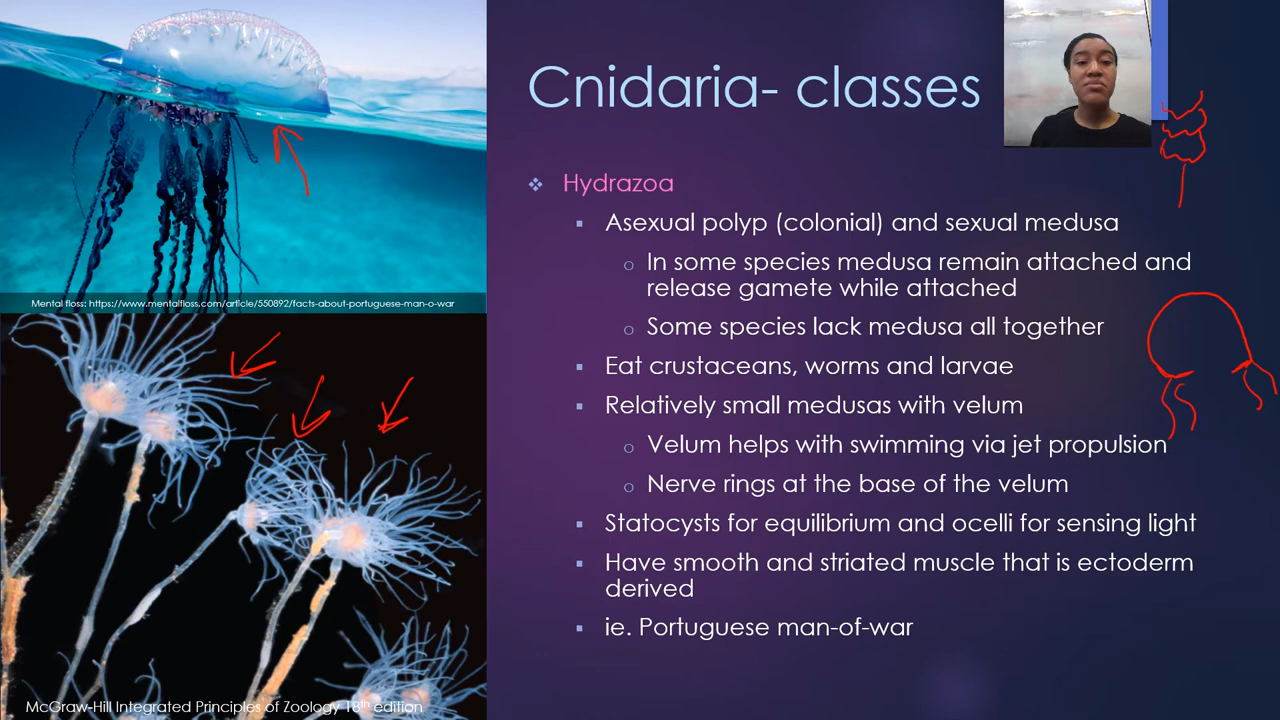 Cnidaria- classes
Hydrazoa
Asexual polyp (colonial) and sexual medusa
In some species medusa remain attached and
release gamete while attached
Some species lack medusa all together
Eat crustaceans, worms and larvae
Relatively small medusas with velum
Velum helps with swimming via jet propulsion
Nerve rings at the base of the velum
Statocysts for equilibrium and ocelli for sensing light
Have smooth and striated muscle that is ectoderm
derived
ie. Portuguese man-of-war
Mental floss: https://www.mentalfloss.com/article/550892/facts-about-portuguese-man-o-war
McGraw-Hill Integrated Principles of Zoology 18th edition